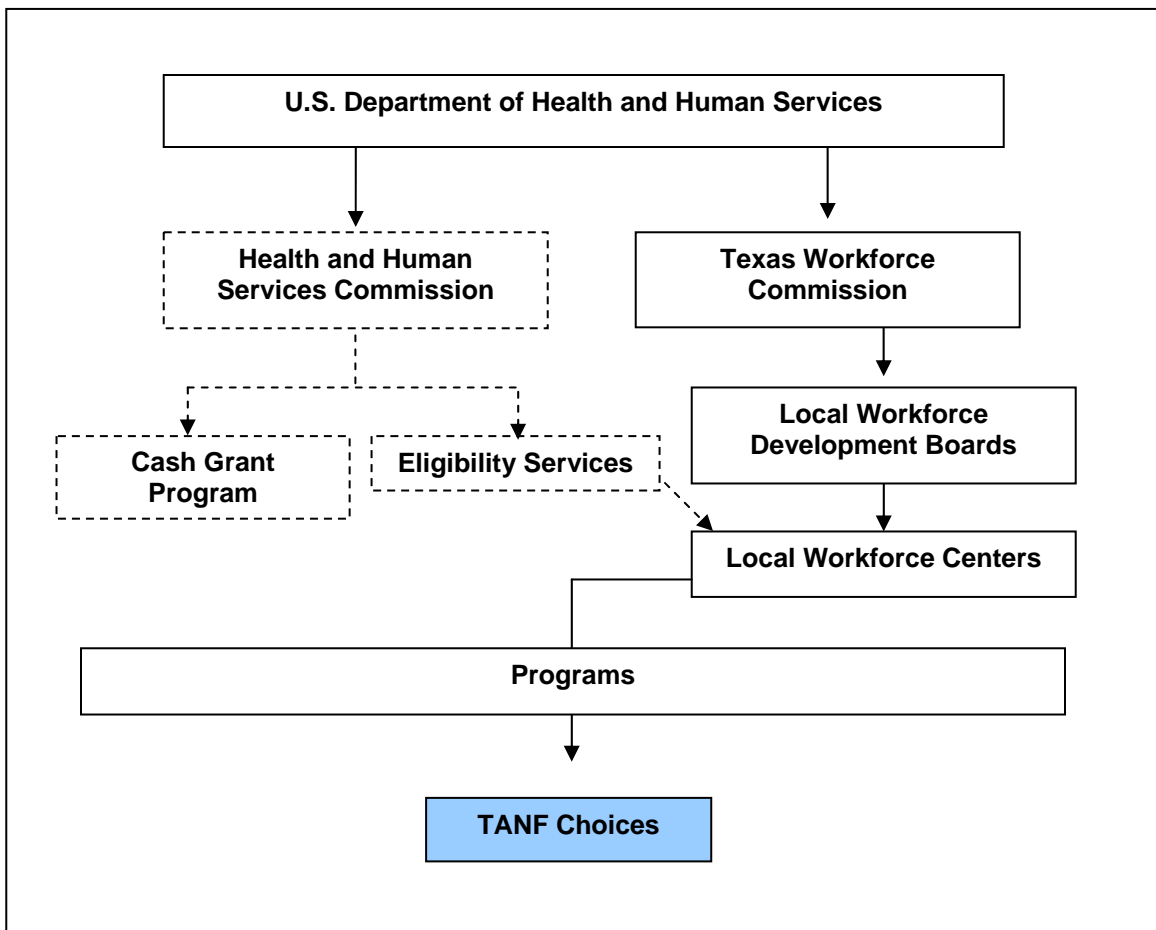 U.S. Department of Health and Human Services
Health and Human
Services Commission
Texas Workforce
Commission
Local Workforce
Development Boards
Cash Grant
Program
Eligibility Services
Local Workforce Centers
Programs
TANF Choices